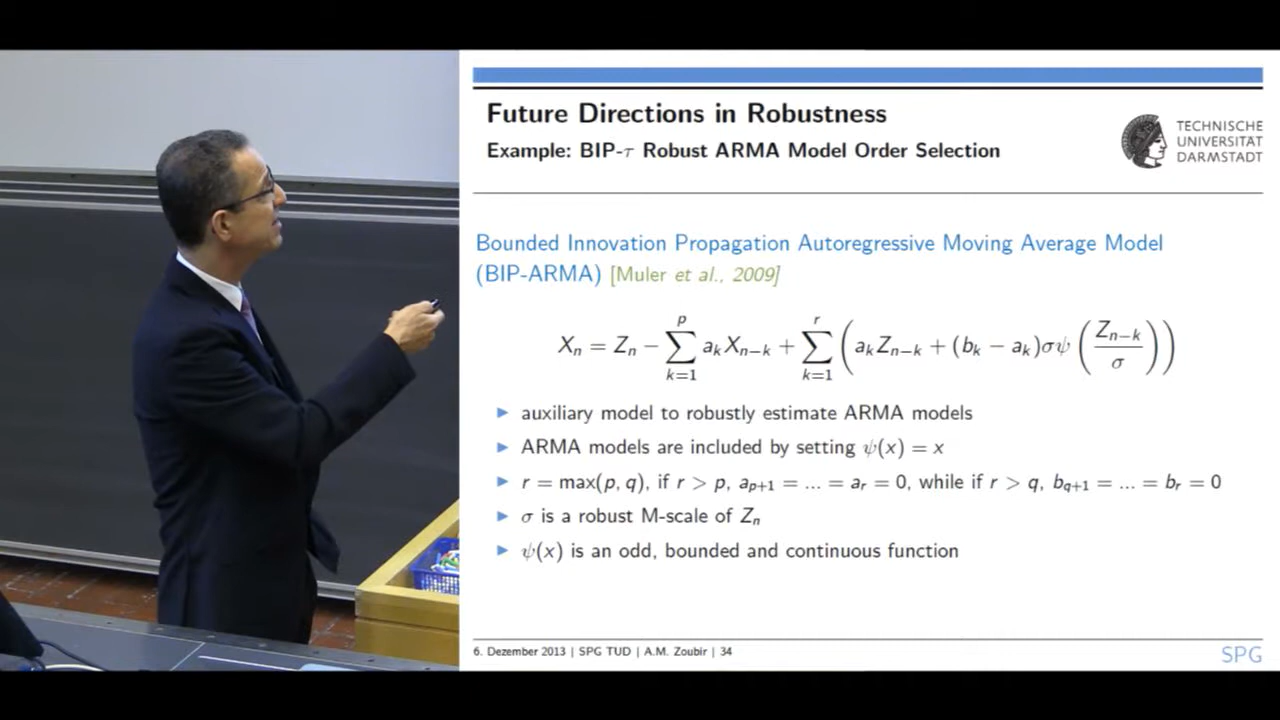 Future Directions in Robustness
Example: BIP-τ Robust ARMA Model Order Selection
TECHNISCHE
UNIVERSITÄT
DARMSTADT
Bounded Innovation Propagation Autoregressive Moving Average Model
(BIP-ARMA) [Muler et al., 2009]
X_n = Z_n − ∑_{k=1}^{p} a_k X_{n−k} + ∑_{k=1}^{r} ( a_k Z_{n−k} + (b_k − a_k)σψ ( Z_{n−k} / σ ) )
▶ auxiliary model to robustly estimate ARMA models
▶ ARMA models are included by setting ψ(x) = x
▶ r = max(p, q), if r > p, a_{p+1} = ... = a_r = 0, while if r > q, b_{q+1} = ... = b_r = 0
▶ σ is a robust M-scale of Z_n
▶ ψ(x) is an odd, bounded and continuous function
6. Dezember 2013 | SPG TUD | A.M. Zoubir | 34
SPG